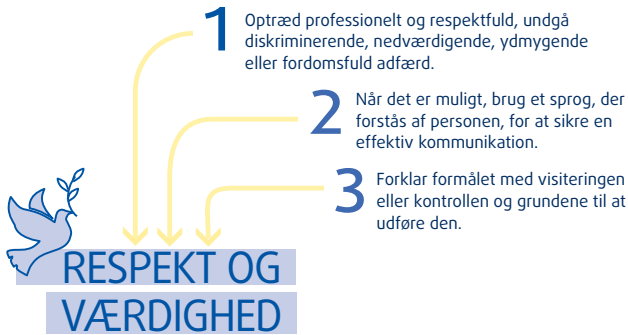 1
Optræd professionelt og respektfuld, undgå
diskriminerende, nedværdigende, ydmygende
eller fordomsfuld adfærd.
2
Når det er muligt, brug et sprog, der
forstås af personen, for at sikre en
effektiv kommunikation.
3
Forklar formålet med visiteringen
eller kontrollen og grundene til at
udføre den.
RESPEKT OG
VÆRDIGHED